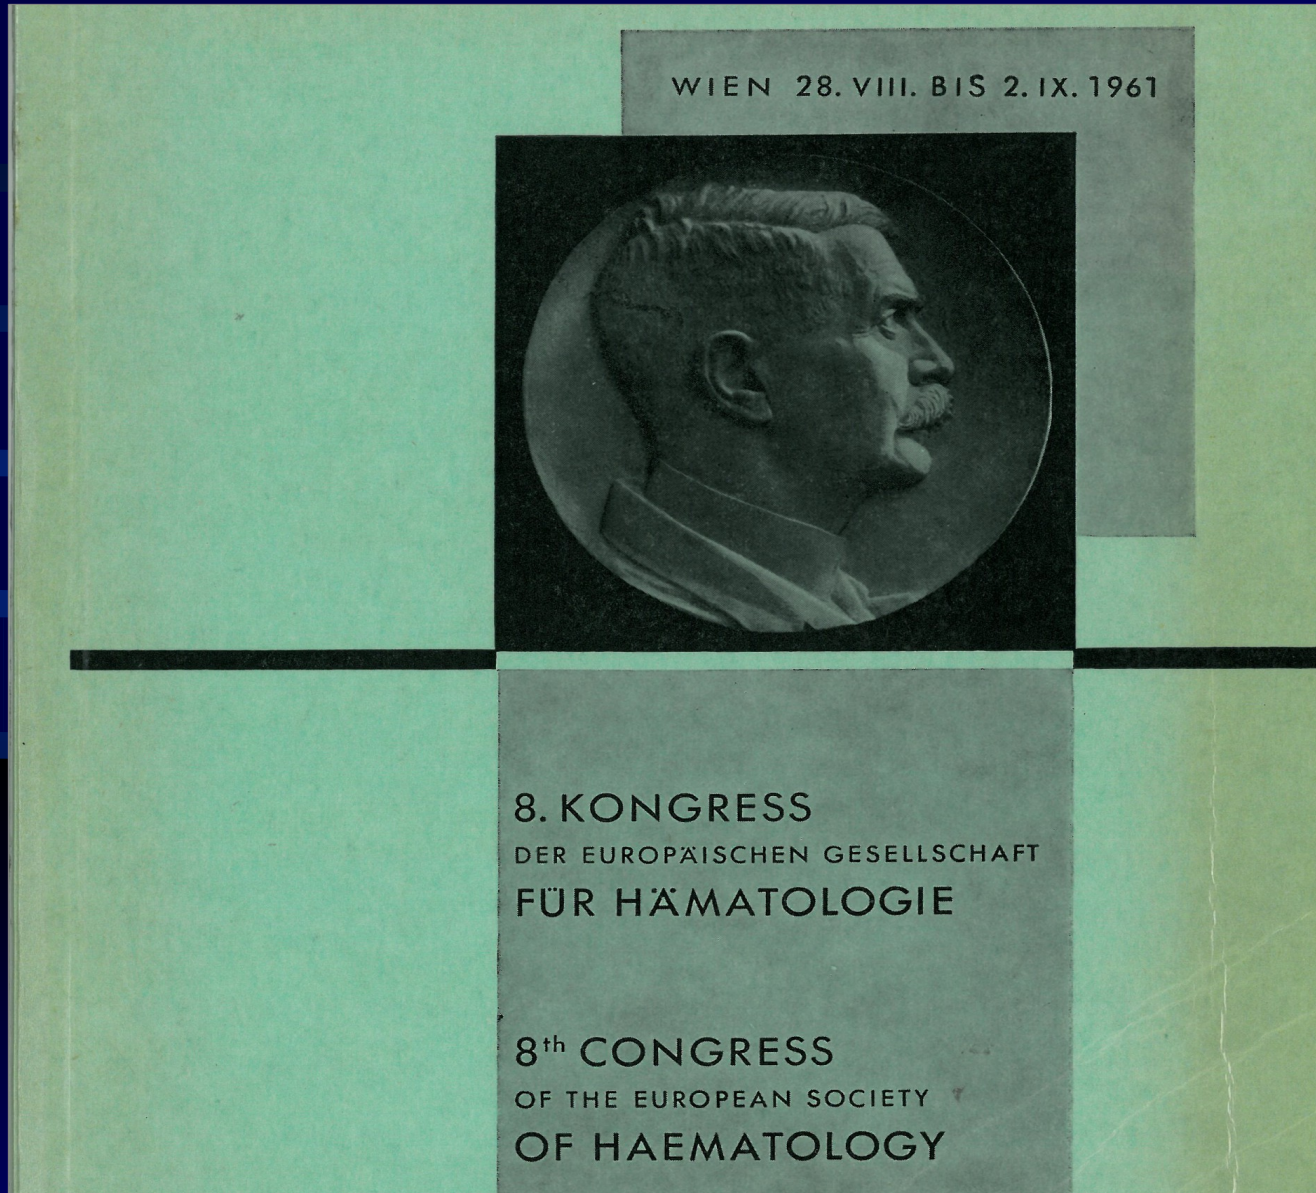 WIEN 28. VIII. BIS 2. IX. 1961
8. KONGRESS
DER EUROPÄISCHEN GESELLSCHAFT
FÜR HÄMATOLOGIE
8th CONGRESS
OF THE EUROPEAN SOCIETY
OF HAEMATOLOGY